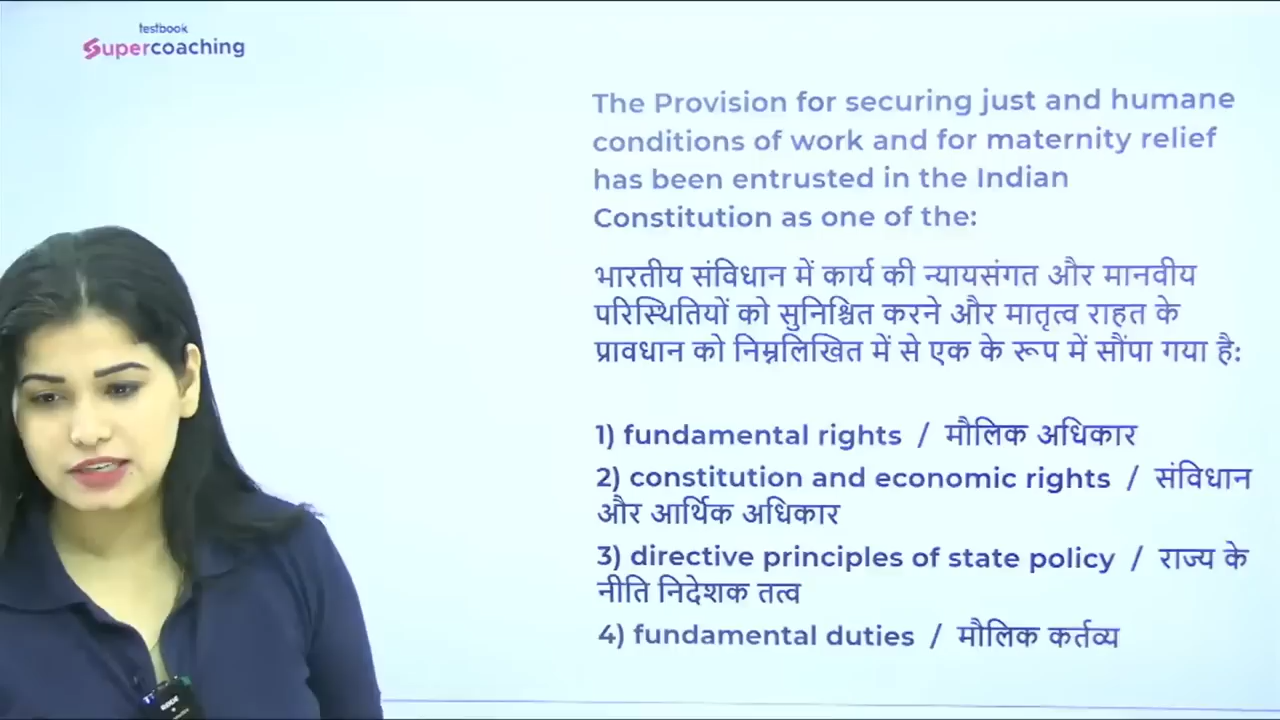 testbook
Supercoaching
The Provision for securing just and humane
conditions of work and for maternity relief
has been entrusted in the Indian
Constitution as one of the:
भारतीय संविधान में कार्य की न्यायसंगत और मानवीय
परिस्थितियों को सुनिश्चित करने और मातृत्व राहत के
प्रावधान को निम्नलिखित में से एक के रूप में सौंपा गया है:
1) fundamental rights / मौलिक अधिकार
2) constitution and economic rights / संविधान
और आर्थिक अधिकार
3) directive principles of state policy / राज्य के
नीति निदेशक तत्व
4) fundamental duties / मौलिक कर्तव्य